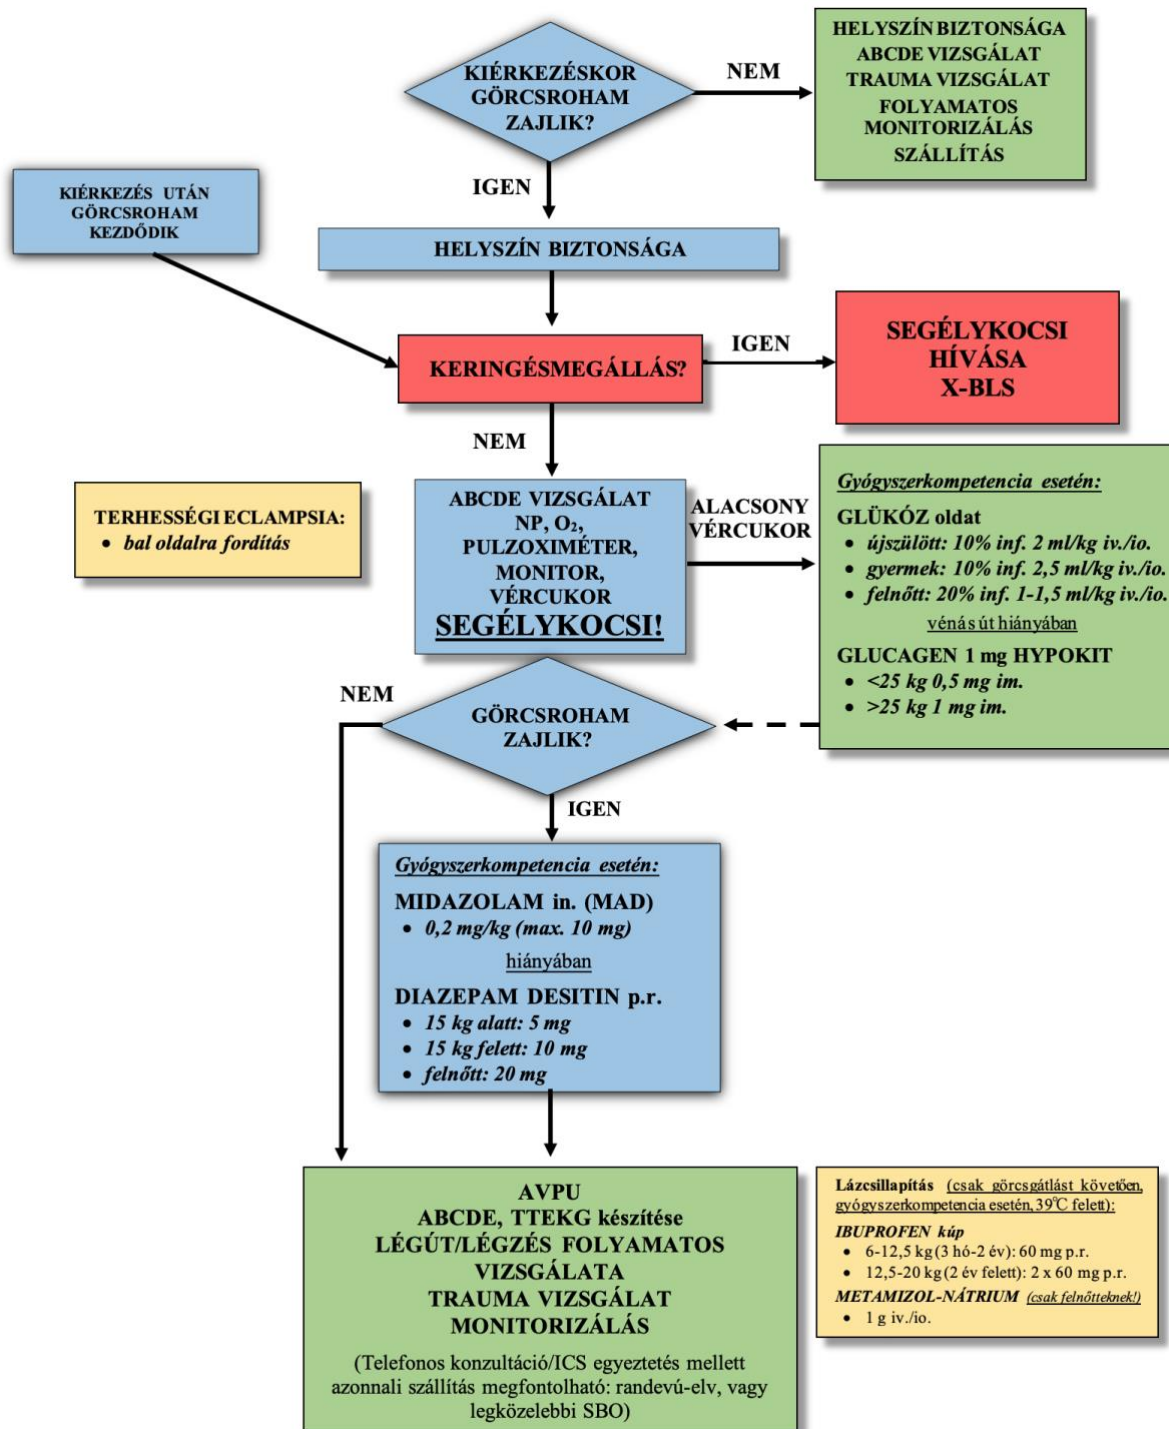 KIÉRKEZÉSKOR
GÖRCSROHAM
ZAJLIK?
NEM
HELYSZÍN BIZTONSÁGA
ABCDE VIZSGÁLAT
TRAUMA VIZSGÁLAT
FOLYAMATOS
MONITORIZÁLÁS
SZÁLLÍTÁS
IGEN
KIÉRKEZÉS UTÁN
GÖRCSROHAM
KEZDŐDIK
HELYSZÍN BIZTONSÁGA
KERINGÉSMEGÁLLÁS?
IGEN
SEGÉLYKOCSI
HÍVÁSA
X-BLS
NEM
TERHESSÉGI ECLAMPSIA:
• bal oldalra fordítás
ABCDE VIZSGÁLAT
NP, O₂,
PULZOXIMÉTER,
MONITOR,
VÉRCUKOR
SEGÉLYKOCSI!
ALACSONY
VÉRCUKOR
Gyógyszerkompetencia esetén:
GLÜKÓZ oldat
• újszülött: 10% inf. 2 ml/kg iv./io.
• gyermek: 10% inf. 2,5 ml/kg iv./io.
• felnőtt: 20% inf. 1-1,5 ml/kg iv./io.
vénás út hiányában
GLUCAGEN 1 mg HYPOKIT
• <25 kg 0,5 mg im.
• >25 kg 1 mg im.
NEM
GÖRCSROHAM
ZAJLIK?
IGEN
Gyógyszerkompetencia esetén:
MIDAZOLAM in. (MAD)
• 0,2 mg/kg (max. 10 mg)
hiányában
DIAZEPAM DESITIN p.r.
• 15 kg alatt: 5 mg
• 15 kg felett: 10 mg
• felnőtt: 20 mg
AVPU
ABCDE, TTEKG készítése
LÉGÚT/LÉGZÉS FOLYAMATOS
VIZSGÁLATA
TRAUMA VIZSGÁLAT
MONITORIZÁLÁS
(Telefonos konzultáció/ICS egyeztetés mellett
azonnali szállítás megfontolható: randevú-elv, vagy
legközelebbi SBO)
Lázcsillapítás (csak görcsgátlást követően,
gyógyszerkompetencia esetén, 39°C felett):
IBUPROFEN kúp
• 6-12,5 kg (3 hó-2 év): 60 mg p.r.
• 12,5-20 kg (2 év felett): 2 x 60 mg p.r.
METAMIZOL-NÁTRIUM (csak felnőtteknek!)
• 1 g iv./io.